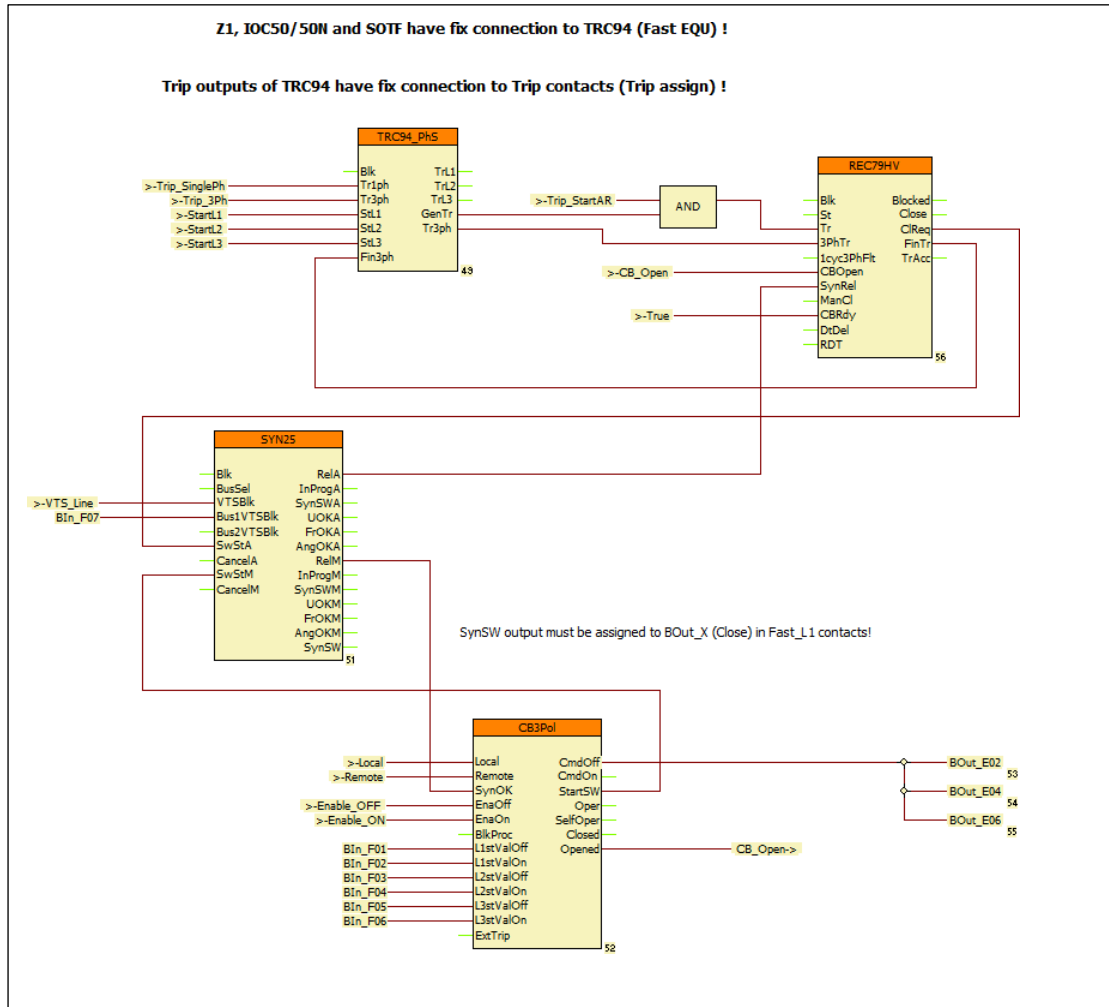 Z1, IOC50/50N and SOTF have fix connection to TRC94 (Fast EQU) !
Trip outputs of TRC94 have fix connection to Trip contacts (Trip assign) !
TRC94_PhS
Blk
Tr1ph
Tr3ph
StL1
StL2
StL3
Fin3ph
TrL1
TrL2
TrL3
GenTr
Tr3ph
49
>-Trip_SinglePh
>-Trip_3Ph
>-StartL1
>-StartL2
>-StartL3
>-Trip_StartAR
AND
>-CB_Open
>-True
REC79HV
Blk
St
Tr
3PhTr
1cyc3PhFlt
CBOpen
SynRel
ManCl
CBRdy
DtDel
RDT
Blocked
Close
ClReq
FinTr
TrAcc
56
SYN25
>-VTS_Line
BIn_F07
Blk
BusSel
VTSBlk
Bus1VTSBlk
Bus2VTSBlk
SwStA
CancelA
SwStM
CancelM
RelA
InProgA
SynSWA
UOKA
FrOKA
AngOKA
RelM
InProgM
SynSWM
UOKM
FrOKM
AngOKM
SynSW
51
SynSW output must be assigned to BOut_X (Close) in Fast_L1 contacts!
CB3Pol
>-Local
>-Remote
>-Enable_OFF
>-Enable_ON
BIn_F01
BIn_F02
BIn_F03
BIn_F04
BIn_F05
BIn_F06
Local
Remote
SynOK
EnaOff
EnaOn
BlkProc
L1stValOff
L1stValOn
L2stValOff
L2stValOn
L3stValOff
L3stValOn
ExtTrip
CmdOff
CmdOn
StartSW
Oper
SelfOper
Closed
Opened
52
CB_Open->
BOut_E02
53
BOut_E04
54
BOut_E06
55